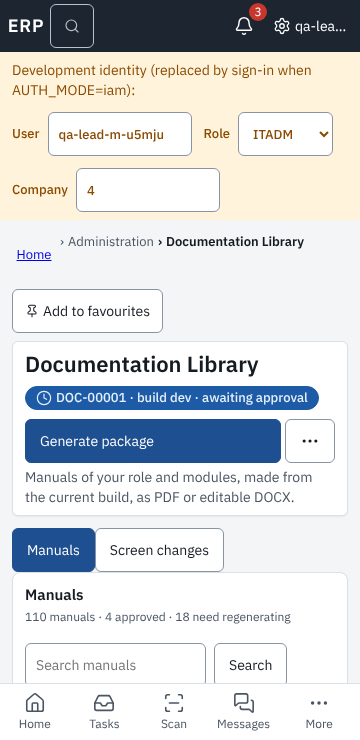 ERP
3
qa-lea...
Development identity (replaced by sign-in when
AUTH_MODE=iam):
User qa-lead-m-u5mju Role ITADM
Company 4
Home › Administration › Documentation Library
Add to favourites
Documentation Library
DOC-00001 · build dev · awaiting approval
Generate package ···
Manuals of your role and modules, made from
the current build, as PDF or editable DOCX.
Manuals Screen changes
Manuals
110 manuals · 4 approved · 18 need regenerating
Search manuals Search
Home Tasks Scan Messages More